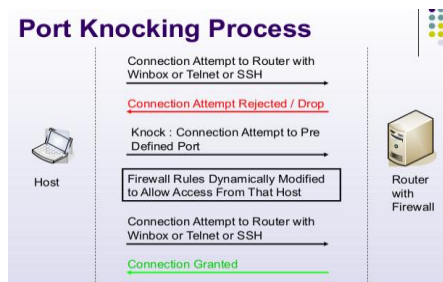 Port Knocking Process
Connection Attempt to Router with
Winbox or Telnet or SSH
Connection Attempt Rejected / Drop
Knock : Connection Attempt to Pre
Defined Port
Host
Firewall Rules Dynamically Modified
to Allow Access From That Host
Router
with
Firewall
Connection Attempt to Router with
Winbox or Telnet or SSH
Connection Granted